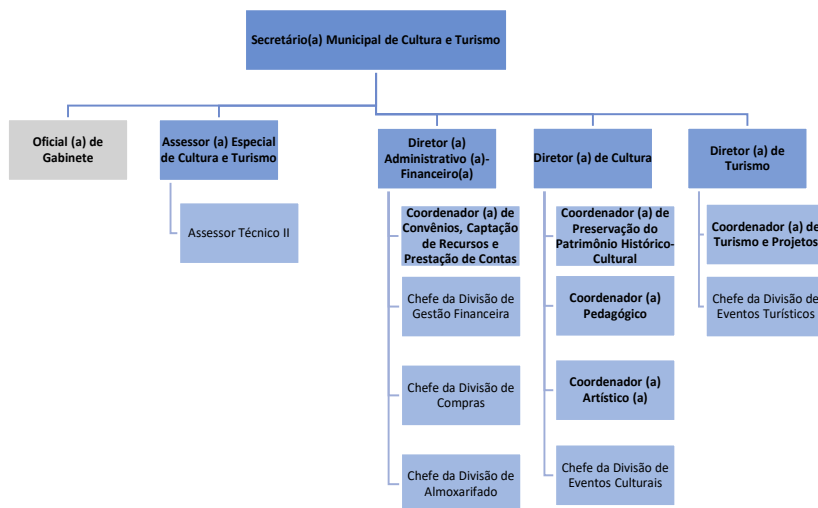 Secretário(a) Municipal de Cultura e Turismo
Oficial (a) de
Gabinete
Assessor (a) Especial
de Cultura e Turismo
Assessor Técnico II
Diretor (a)
Administrativo (a)-
Financeiro(a)
Coordenador (a) de
Convênios, Captação
de Recursos e
Prestação de Contas
Chefe da Divisão de
Gestão Financeira
Chefe da Divisão de
Compras
Chefe da Divisão de
Almoxarifado
Diretor (a) de Cultura
Coordenador (a) de
Preservação do
Patrimônio Histórico-
Cultural
Coordenador (a)
Pedagógico
Coordenador (a)
Artístico (a)
Chefe da Divisão de
Eventos Culturais
Diretor (a) de
Turismo
Coordenador (a) de
Turismo e Projetos
Chefe da Divisão de
Eventos Turísticos